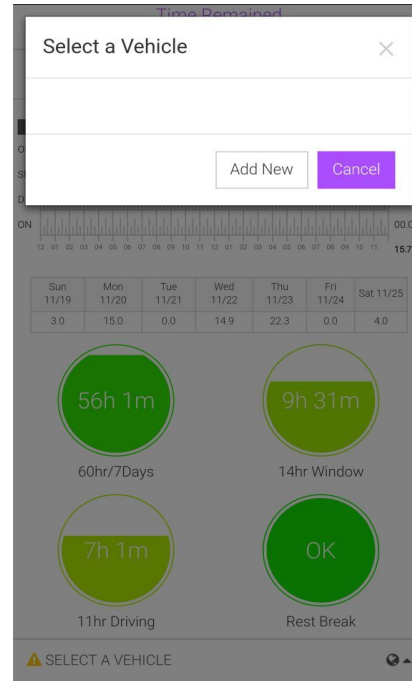 Time Remained
Select a Vehicle
×
Add New Cancel
ON 00.0
12 01 02 03 04 05 06 07 08 09 10 11 12 01 02 03 04 05 06 07 08 09 10 11 15.7
Sun Mon Tue Wed Thu Fri Sat 11/25
11/19 11/20 11/21 11/22 11/23 11/24
3.0 15.0 0.0 14.9 22.3 0.0 4.0
56h 1m 9h 31m
60hr/7Days 14hr Window
7h 1m OK
11hr Driving Rest Break
SELECT A VEHICLE